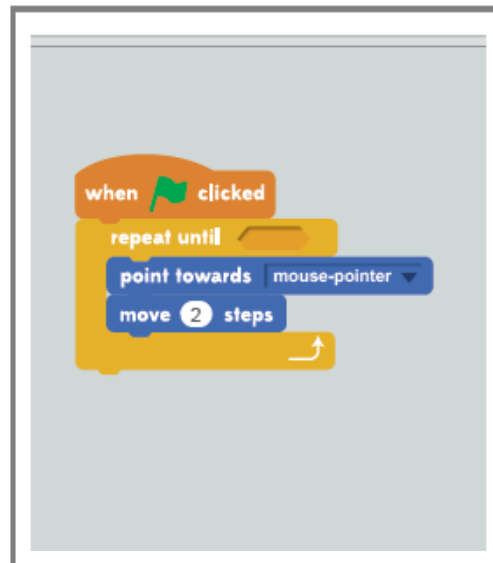 when clicked
repeat until
point towards mouse-pointer
move 2 steps